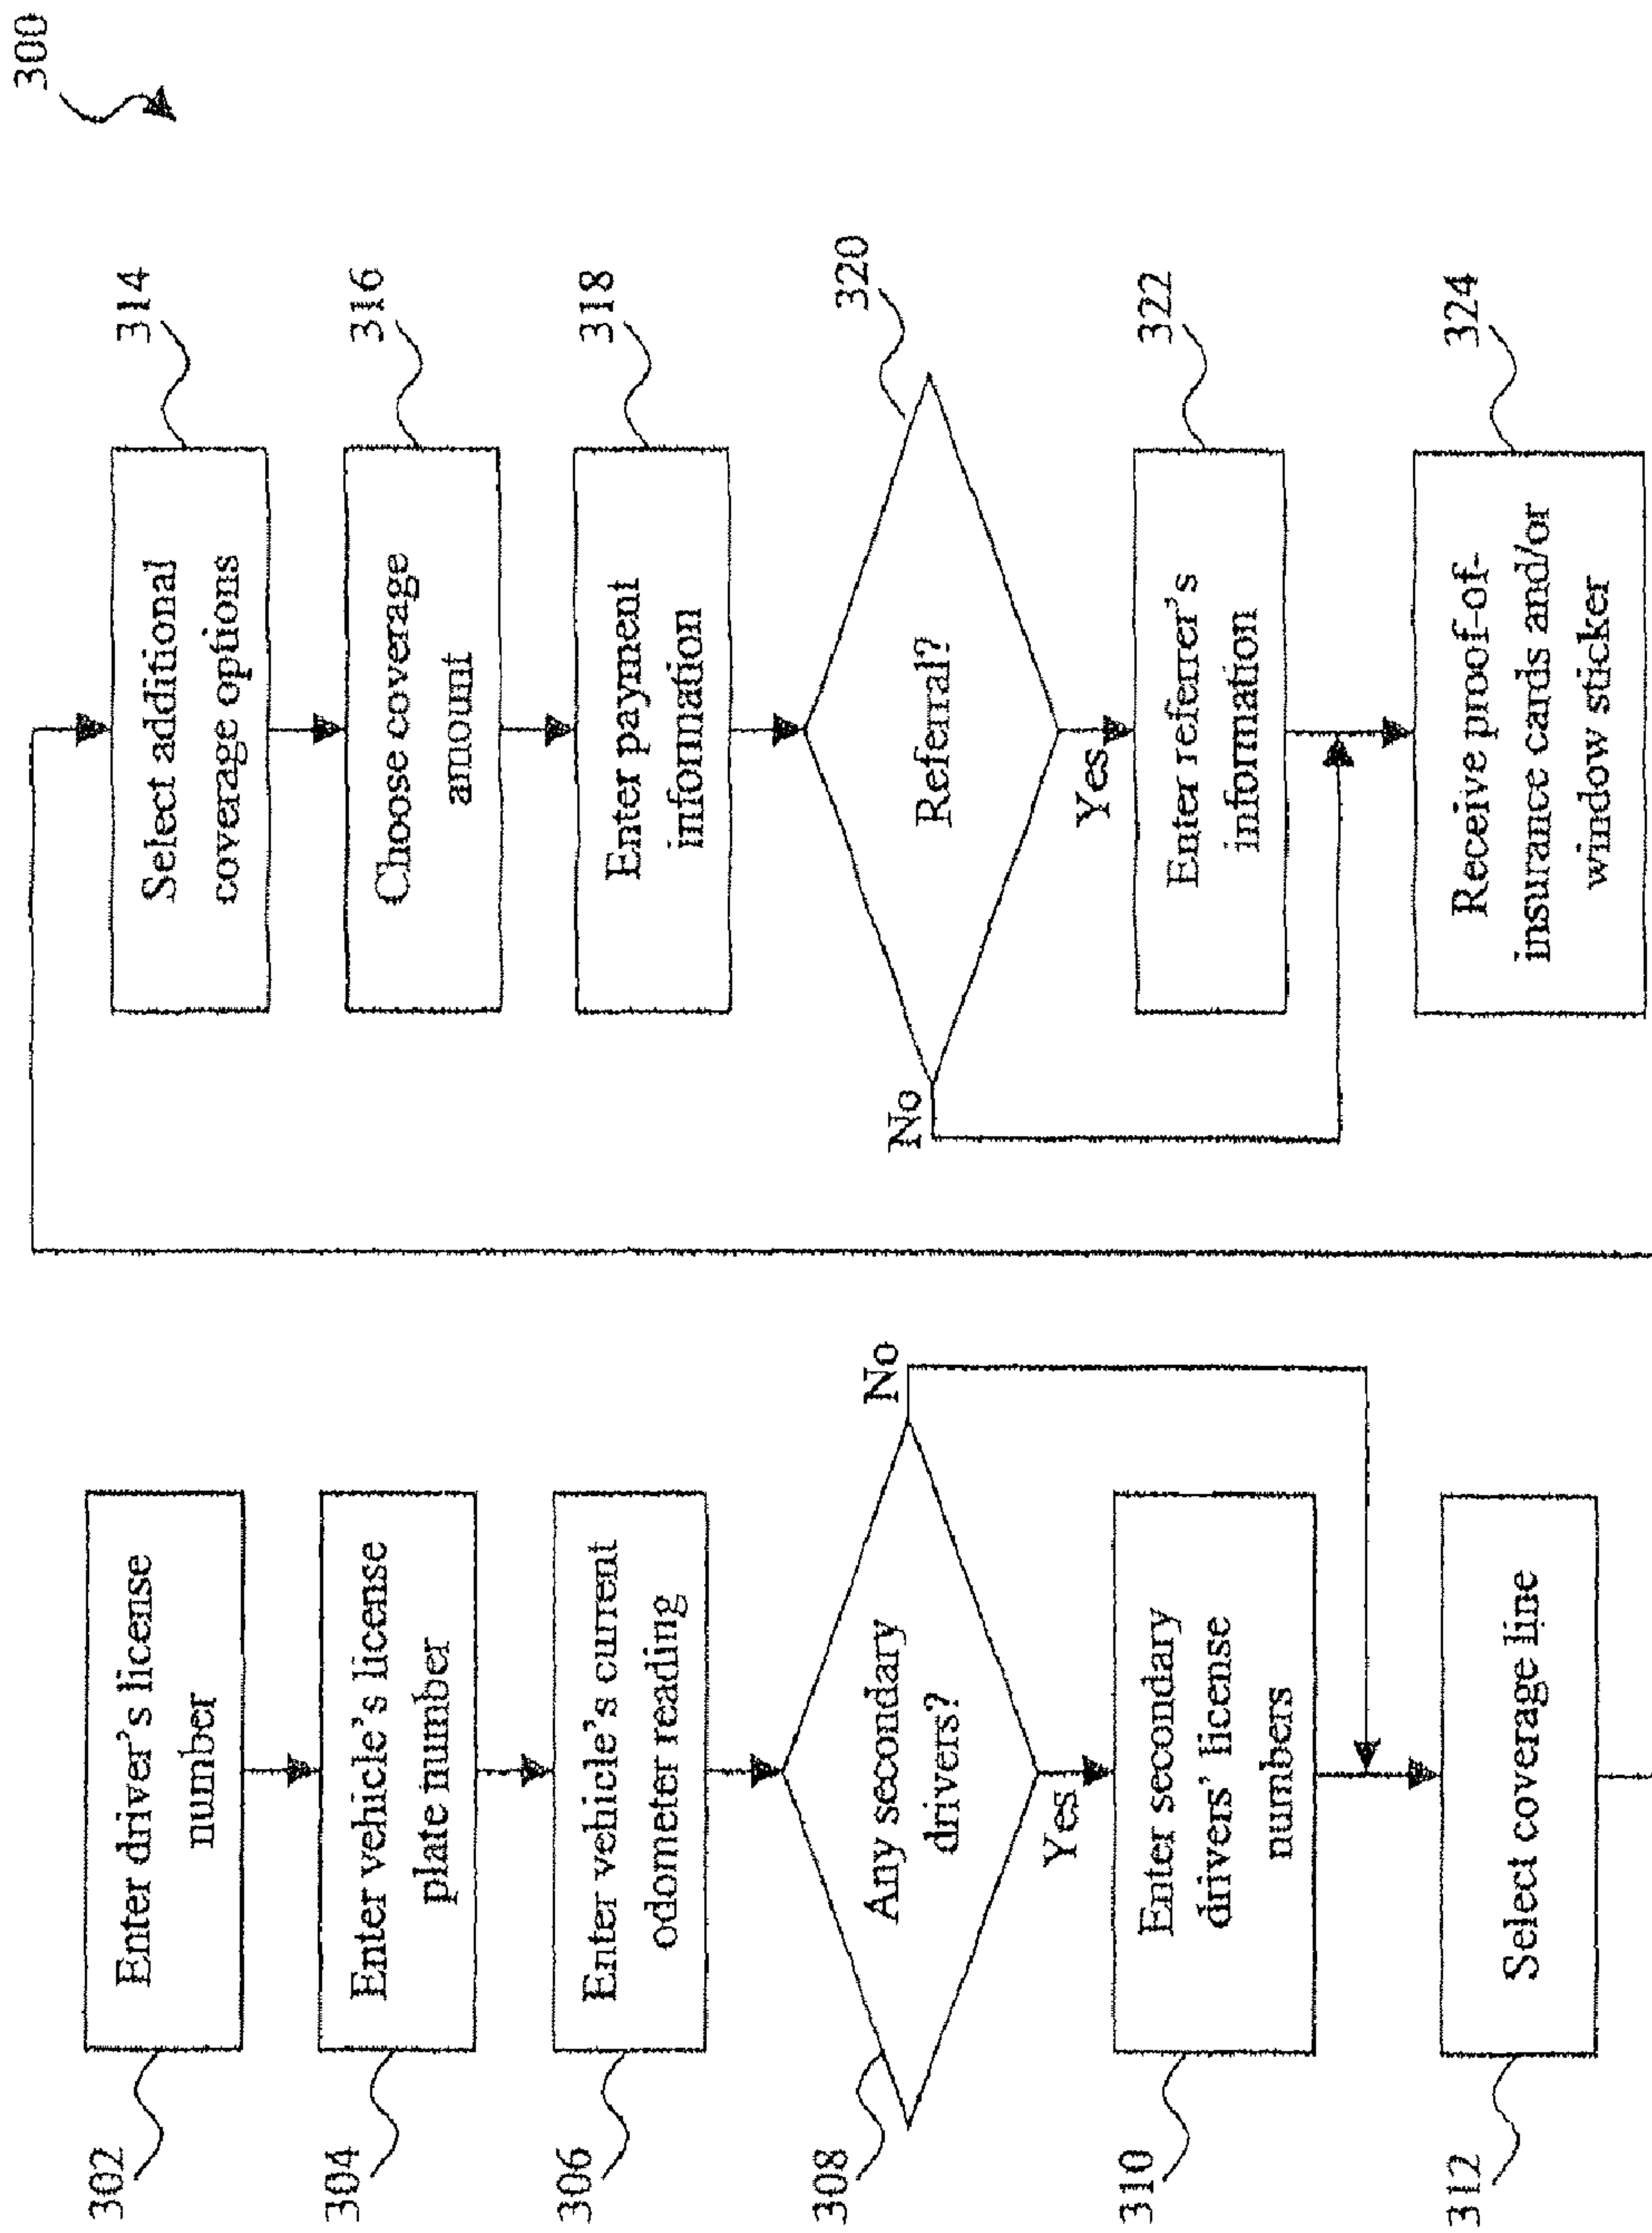 300
302
Enter driver's license
number
304
Enter vehicle's license
plate number
306
Enter vehicle's current
odometer reading
308
Any secondary
drivers?
No
Yes
310
Enter secondary
drivers' license
numbers
312
Select coverage line
314
Select additional
coverage options
316
Choose coverage
amount
318
Enter payment
information
320
Referral?
No
Yes
322
Enter referrer's
information
324
Receive proof-of-
insurance cards and/or
window sticker